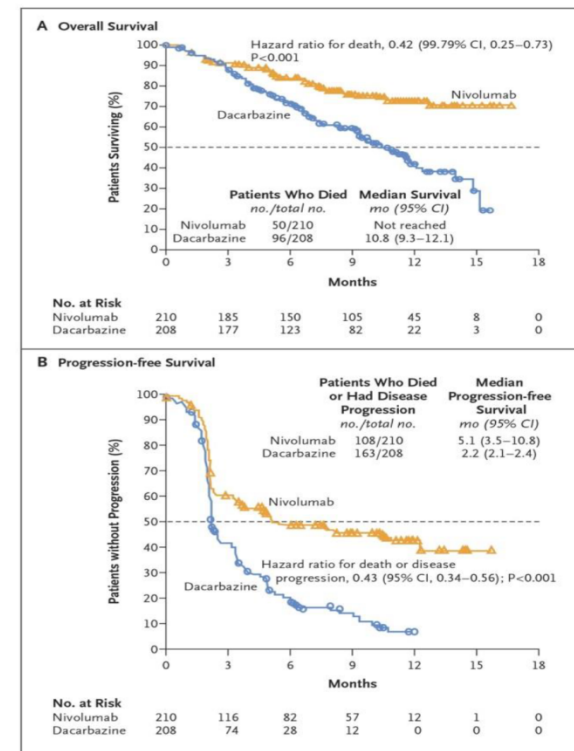 A Overall Survival
Patients Surviving (%)
100
90
80
70
60
50
40
30
20
10
0
Hazard ratio for death, 0.42 (99.79% CI, 0.25–0.73)
P<0.001
Nivolumab
Dacarbazine
Patients Who Died Median Survival
no./total no. mo (95% CI)
Nivolumab 50/210 Not reached
Dacarbazine 96/208 10.8 (9.3–12.1)
0 3 6 9 12 15 18
Months
No. at Risk
Nivolumab 210 185 150 105 45 8 0
Dacarbazine 208 177 123 82 22 3 0
B Progression-free Survival
Patients without Progression (%)
100
90
80
70
60
50
40
30
20
10
0
Patients Who Died Median
or Had Disease Progression-free
Progression Survival
no./total no. mo (95% CI)
Nivolumab 108/210 5.1 (3.5–10.8)
Dacarbazine 163/208 2.2 (2.1–2.4)
Nivolumab
Hazard ratio for death or disease
progression, 0.43 (95% CI, 0.34–0.56); P<0.001
Dacarbazine
0 3 6 9 12 15 18
Months
No. at Risk
Nivolumab 210 116 82 57 12 1 0
Dacarbazine 208 74 28 12 0 0 0